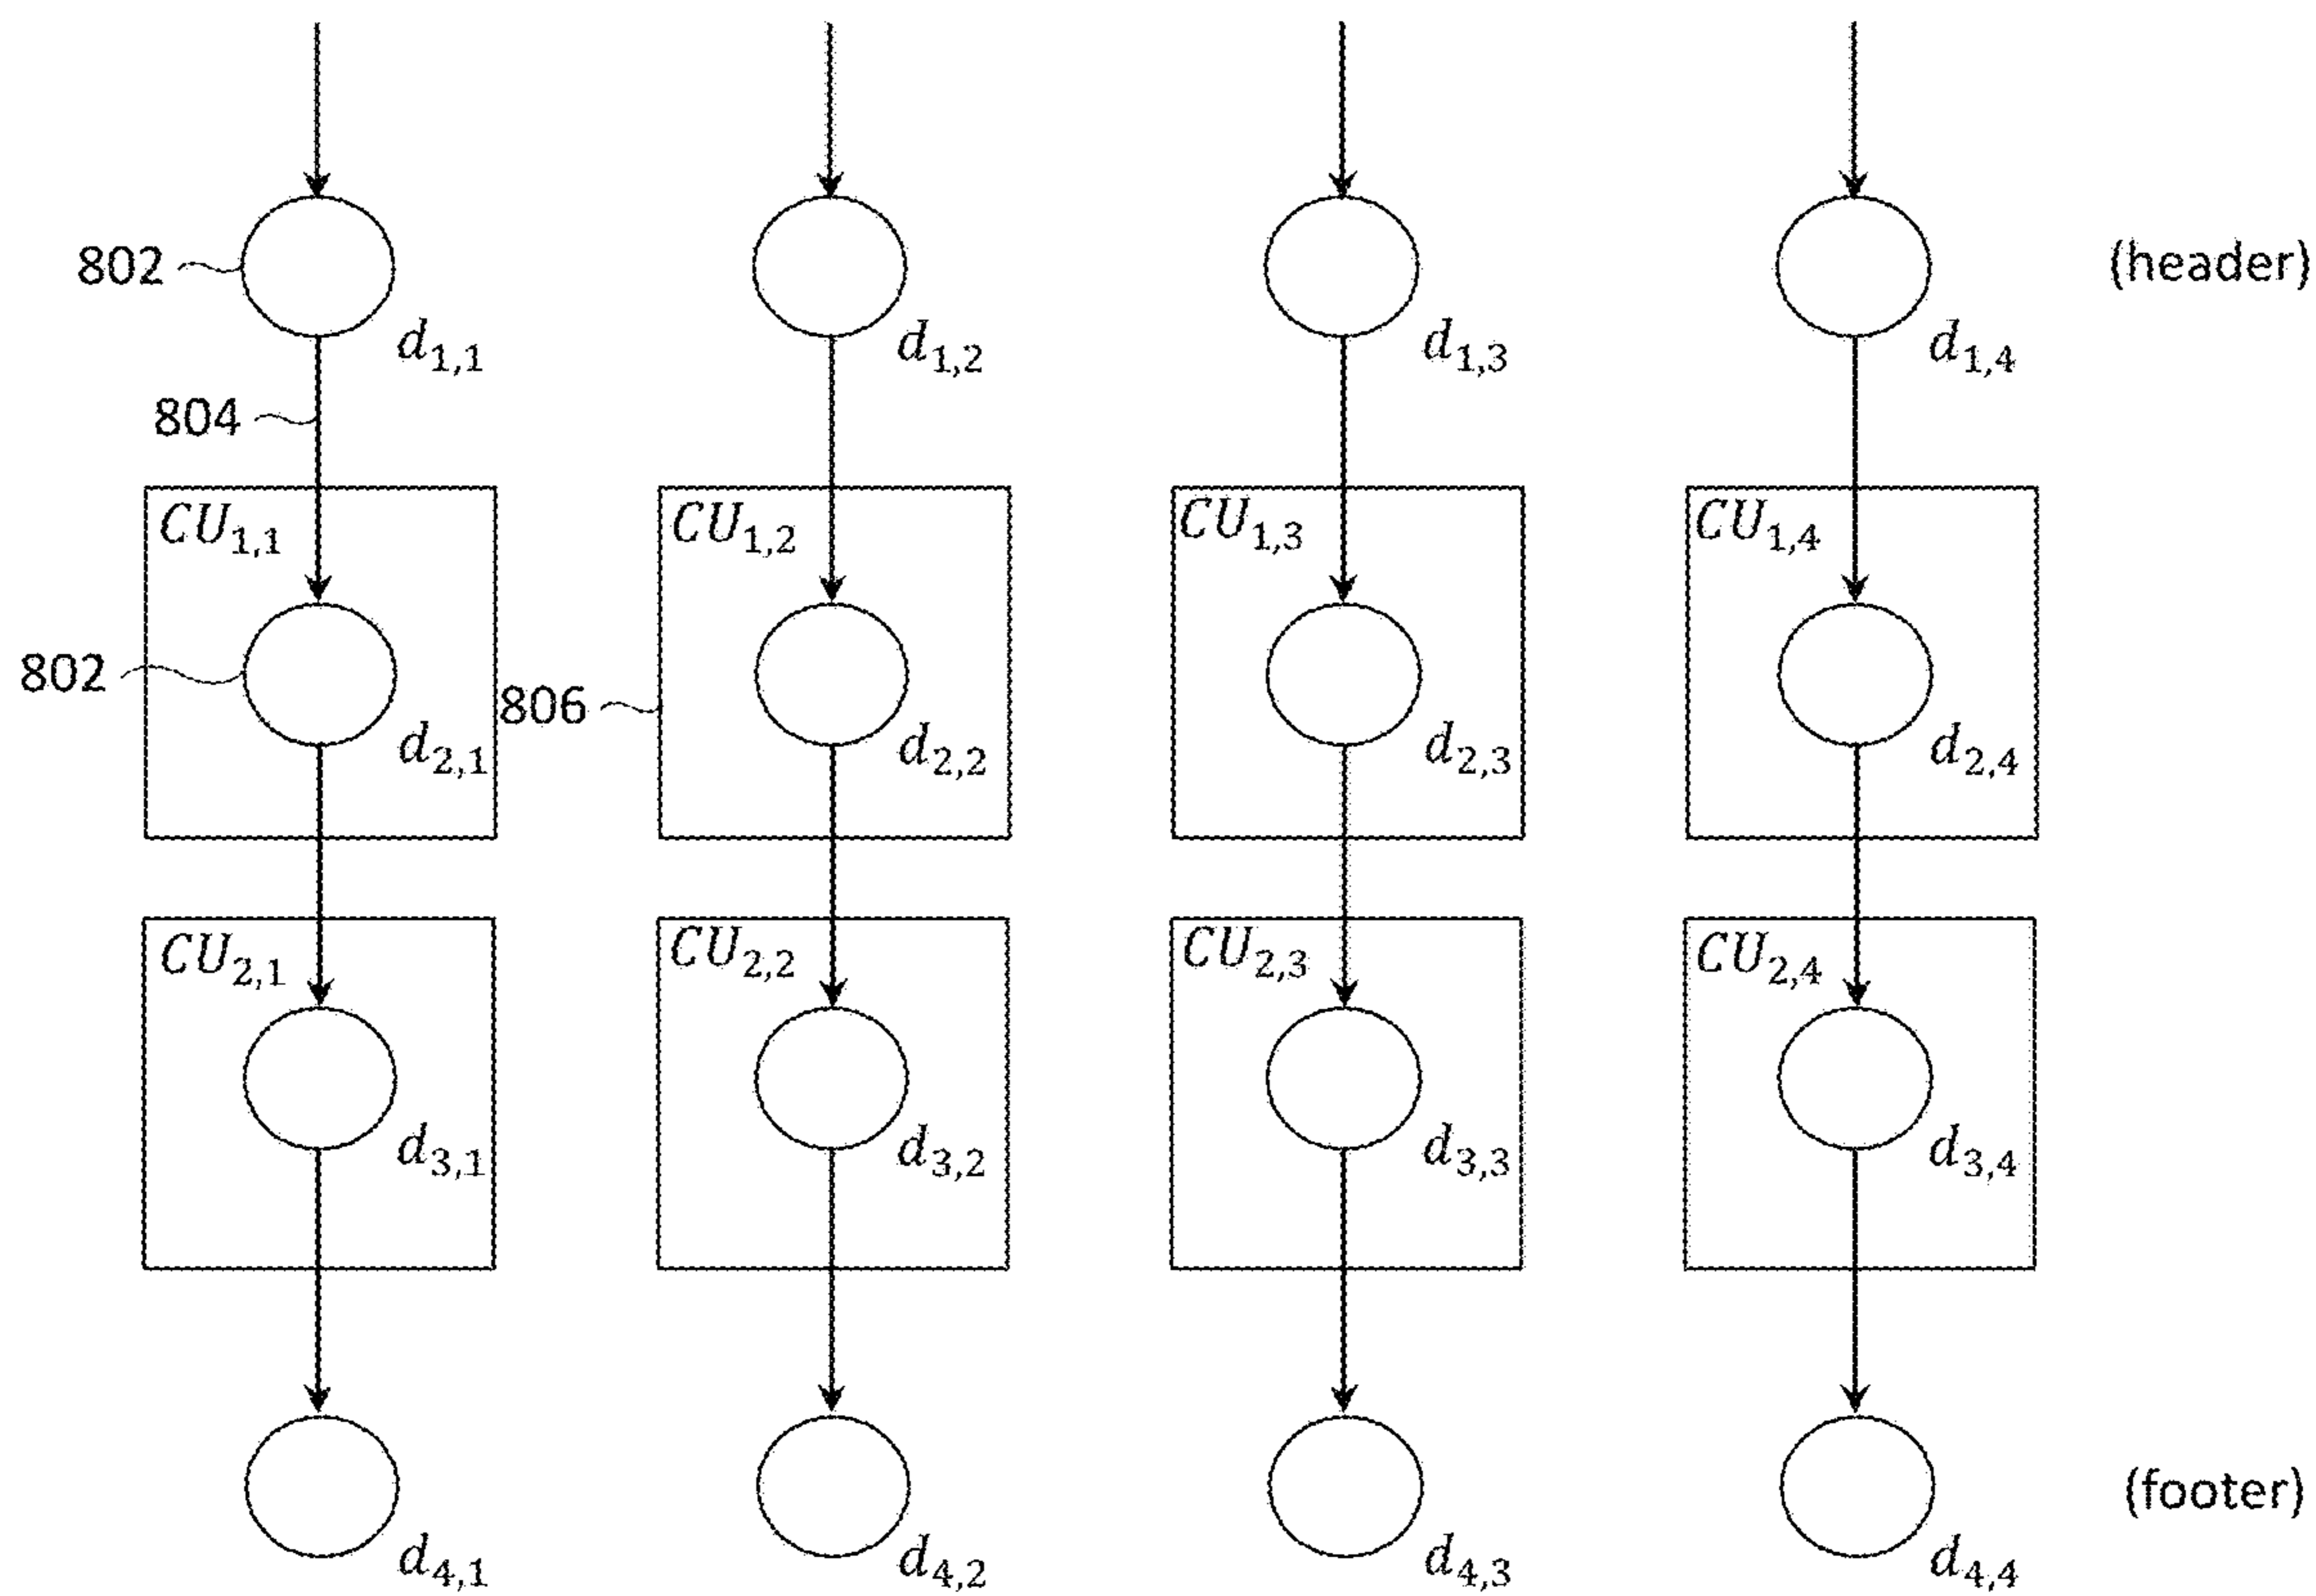 802 (header)
d1,1 d1,2 d1,3 d1,4
804
CU1,1 CU1,2 CU1,3 CU1,4
802 806
d2,1 d2,2 d2,3 d2,4
CU2,1 CU2,2 CU2,3 CU2,4
d3,1 d3,2 d3,3 d3,4
(footer)
d4,1 d4,2 d4,3 d4,4